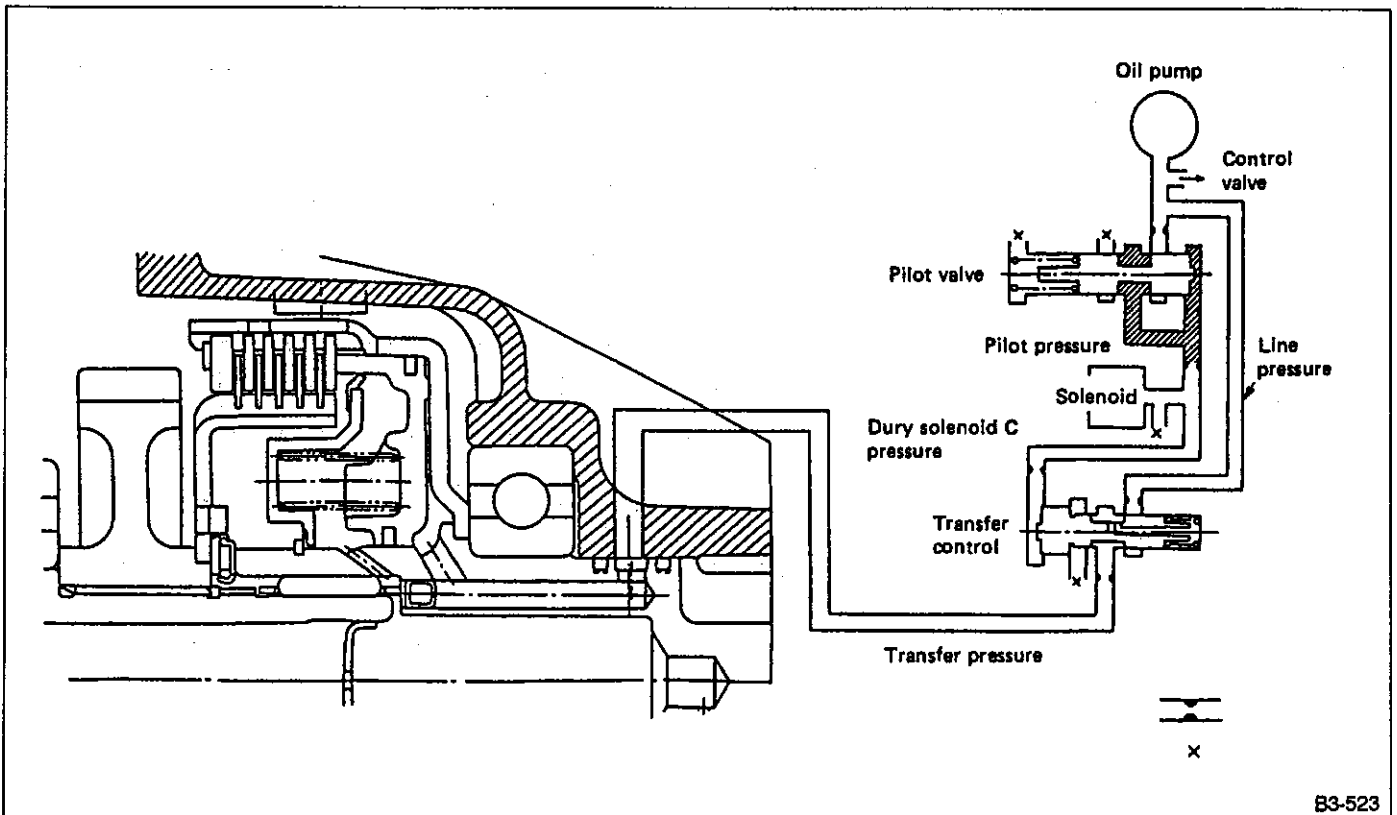 Oil pump
Control
valve
Pilot valve
Pilot pressure
Line
pressure
Solenoid
Dury solenoid C
pressure
Transfer
control
Transfer pressure
B3-523